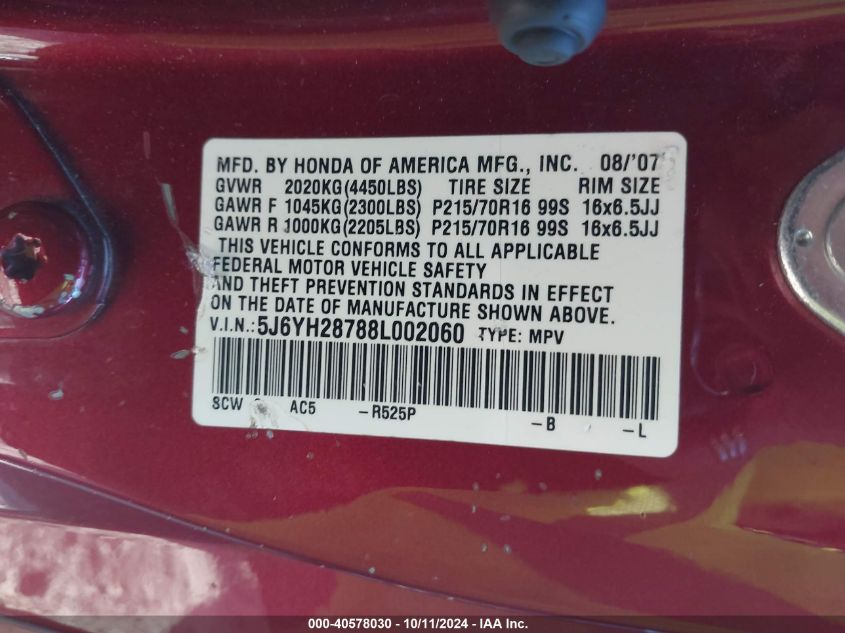 MFD. BY HONDA OF AMERICA MFG., INC. 08/'07
GVWR 2020KG(4450LBS) TIRE SIZE RIM SIZE
GAWR F 1045KG(2300LBS) P215/70R16 99S 16x6.5JJ
GAWR R 1000KG(2205LBS) P215/70R16 99S 16x6.5JJ
THIS VEHICLE CONFORMS TO ALL APPLICABLE
FEDERAL MOTOR VEHICLE SAFETY
AND THEFT PREVENTION STANDARDS IN EFFECT
ON THE DATE OF MANUFACTURE SHOWN ABOVE.
V.I.N.: 5J6YH28788L002060 TYPE: MPV
SCW AC5 -R525P -B -L
000-40578030 - 10/11/2024 - IAA Inc.